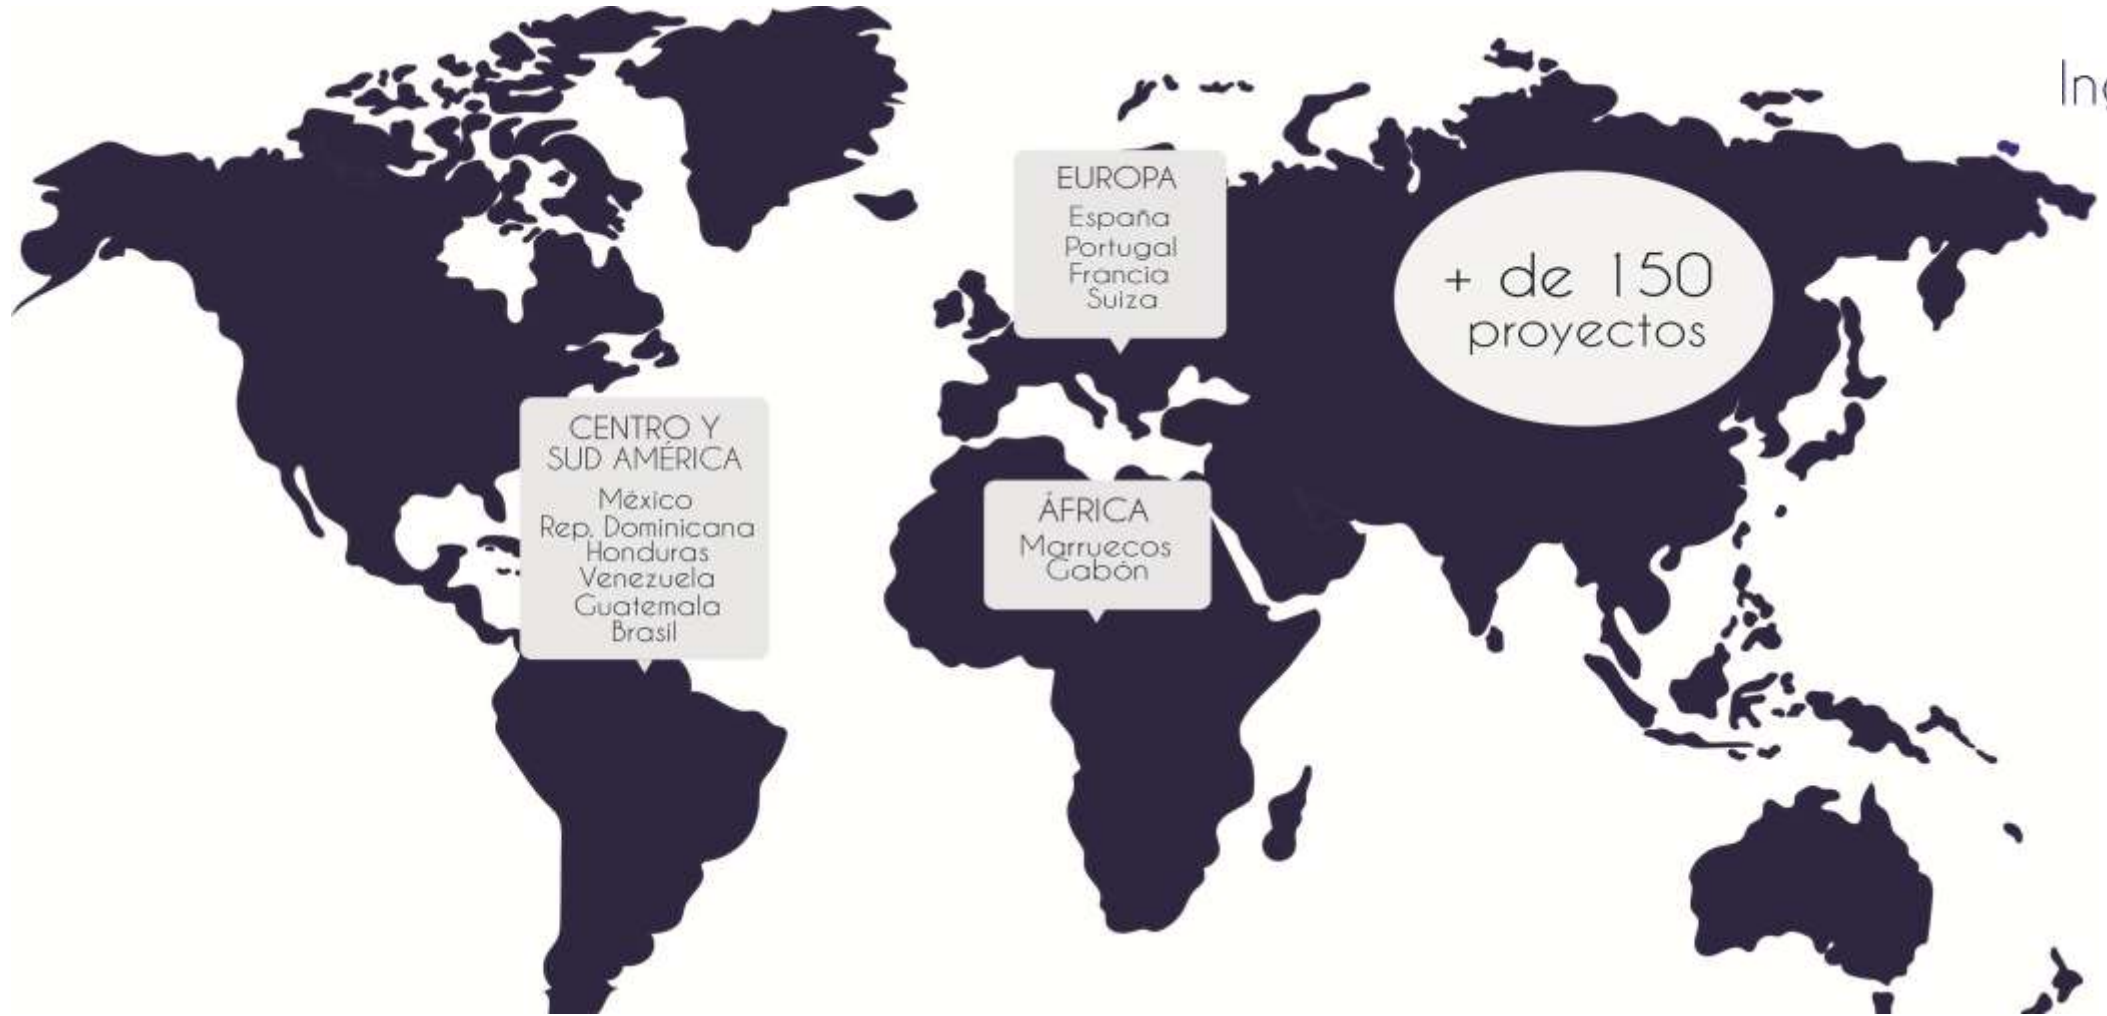 EUROPA
España
Portugal
Francia
Suiza
+ de 150
proyectos
CENTRO Y
SUD AMÉRICA
México
Rep. Dominicana
Honduras
Venezuela
Guatemala
Brasil
ÁFRICA
Marruecos
Gabón